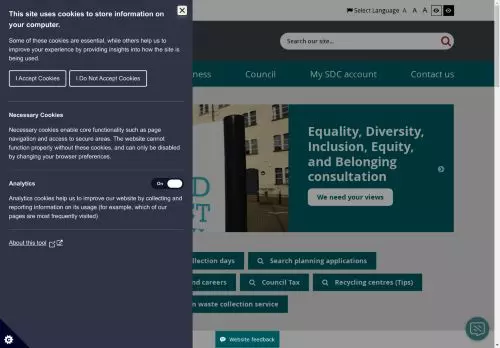 This site uses cookies to store information on
your computer.
Some of these cookies are essential, while others help us to
improve your experience by providing insights into how the site is
being used.
I Accept Cookies
I Do Not Accept Cookies
Necessary Cookies
Necessary cookies enable core functionality such as page
navigation and access to secure areas. The website cannot
function properly without these cookies, and can only be disabled
by changing your browser preferences.
Analytics
On
Analytics cookies help us to improve our website by collecting and
reporting information on its usage (for example, which of our
pages are most frequently visited)
About this tool
Select Language A A A
Search our site...
Council My SDC account Contact us
Equality, Diversity,
Inclusion, Equity,
and Belonging
consultation
We need your views
days
Search planning applications
careers
Council Tax
Recycling centres (Tips)
waste collection service
Website feedback